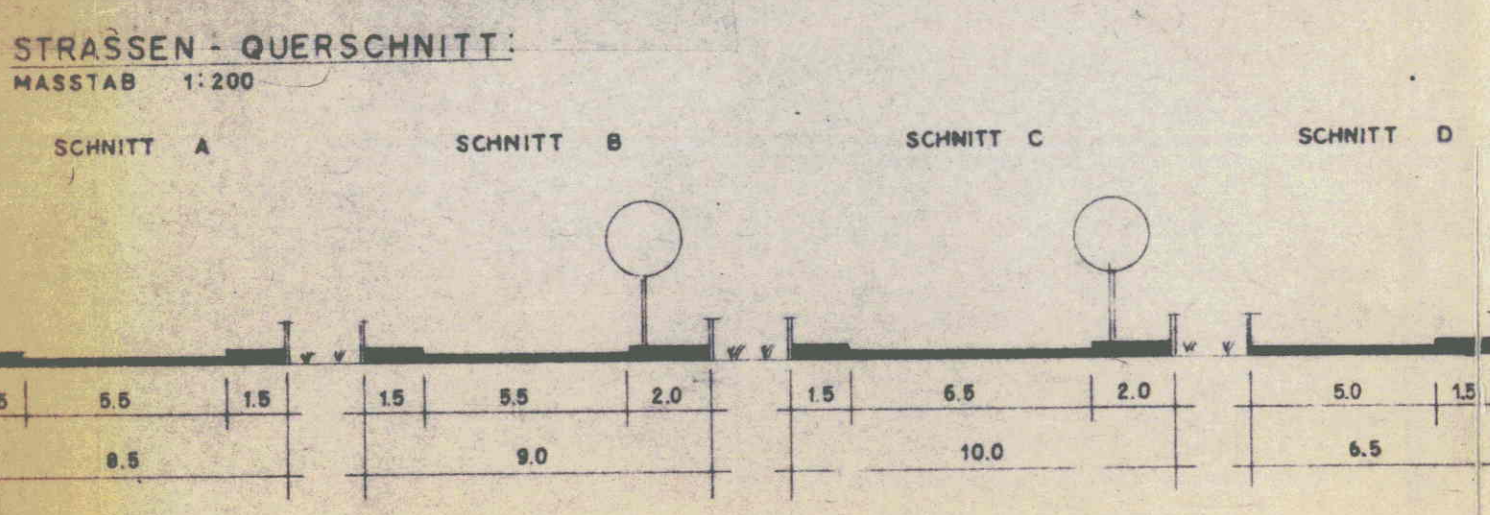 STRASSEN - QUERSCHNITT:
MASSTAB 1:200
SCHNITT A SCHNITT B SCHNITT C SCHNITT D
5 5.5 1.5 1.5 5.5 2.0 1.5 6.5 2.0 5.0 1.5
8.5 9.0 10.0 6.5